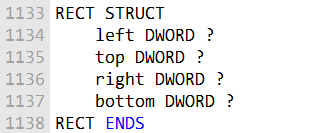 1133 RECT STRUCT
1134     left DWORD ?
1135     top DWORD ?
1136     right DWORD ?
1137     bottom DWORD ?
1138 RECT ENDS